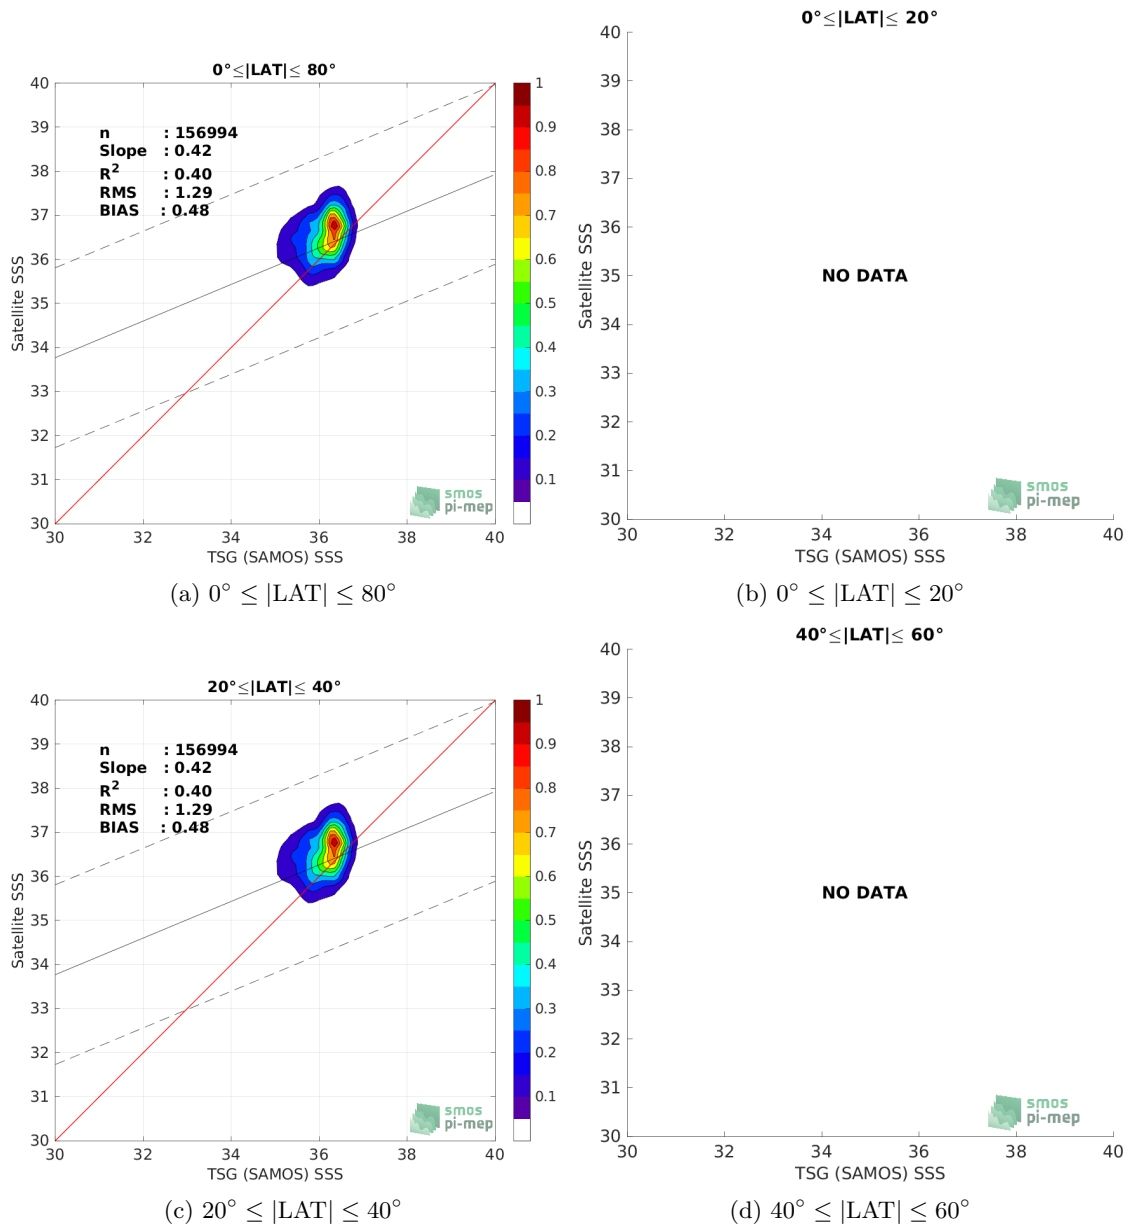 0°≤|LAT|≤ 80°
40
39
38
37
36
35
34
33
32
31
30
Satellite SSS
n : 156994
Slope : 0.42
R² : 0.40
RMS : 1.29
BIAS : 0.48
smos
pi-mep
30 32 34 36 38 40
TSG (SAMOS) SSS
1
0.9
0.8
0.7
0.6
0.5
0.4
0.3
0.2
0.1
(a) 0° ≤ |LAT| ≤ 80°
0°≤|LAT|≤ 20°
40
39
38
37
36
35
34
33
32
31
30
Satellite SSS
NO DATA
smos
pi-mep
30 32 34 36 38 40
TSG (SAMOS) SSS
(b) 0° ≤ |LAT| ≤ 20°
20°≤|LAT|≤ 40°
40
39
38
37
36
35
34
33
32
31
30
Satellite SSS
n : 156994
Slope : 0.42
R² : 0.40
RMS : 1.29
BIAS : 0.48
smos
pi-mep
30 32 34 36 38 40
TSG (SAMOS) SSS
1
0.9
0.8
0.7
0.6
0.5
0.4
0.3
0.2
0.1
(c) 20° ≤ |LAT| ≤ 40°
40°≤|LAT|≤ 60°
40
39
38
37
36
35
34
33
32
31
30
Satellite SSS
NO DATA
smos
pi-mep
30 32 34 36 38 40
TSG (SAMOS) SSS
(d) 40° ≤ |LAT| ≤ 60°